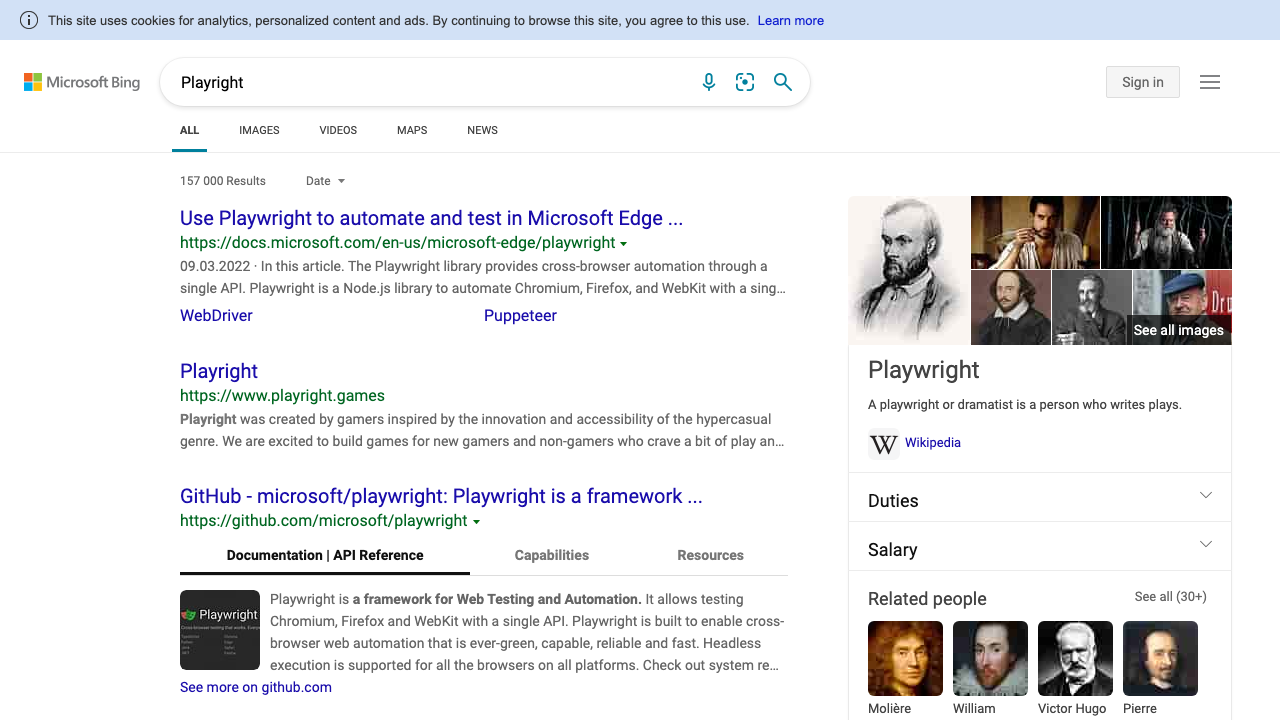 This site uses cookies for analytics, personalized content and ads. By continuing to browse this site, you agree to this use. Learn more
Microsoft Bing
Playright
Sign in
ALL IMAGES VIDEOS MAPS NEWS
157 000 Results Date
Use Playwright to automate and test in Microsoft Edge ...
https://docs.microsoft.com/en-us/microsoft-edge/playwright
09.03.2022 · In this article. The Playwright library provides cross-browser automation through a
single API. Playwright is a Node.js library to automate Chromium, Firefox, and WebKit with a sing…
WebDriver Puppeteer
Playright
https://www.playright.games
Playright was created by gamers inspired by the innovation and accessibility of the hypercasual
genre. We are excited to build games for new gamers and non-gamers who crave a bit of play an…
GitHub - microsoft/playwright: Playwright is a framework ...
https://github.com/microsoft/playwright
Documentation | API Reference Capabilities Resources
Playwright
Playwright is a framework for Web Testing and Automation. It allows testing
Chromium, Firefox and WebKit with a single API. Playwright is built to enable cross-
browser web automation that is ever-green, capable, reliable and fast. Headless
execution is supported for all the browsers on all platforms. Check out system re…
See more on github.com
See all images
Playwright
A playwright or dramatist is a person who writes plays.
W Wikipedia
Duties
Salary
Related people See all (30+)
Molière William Victor Hugo Pierre